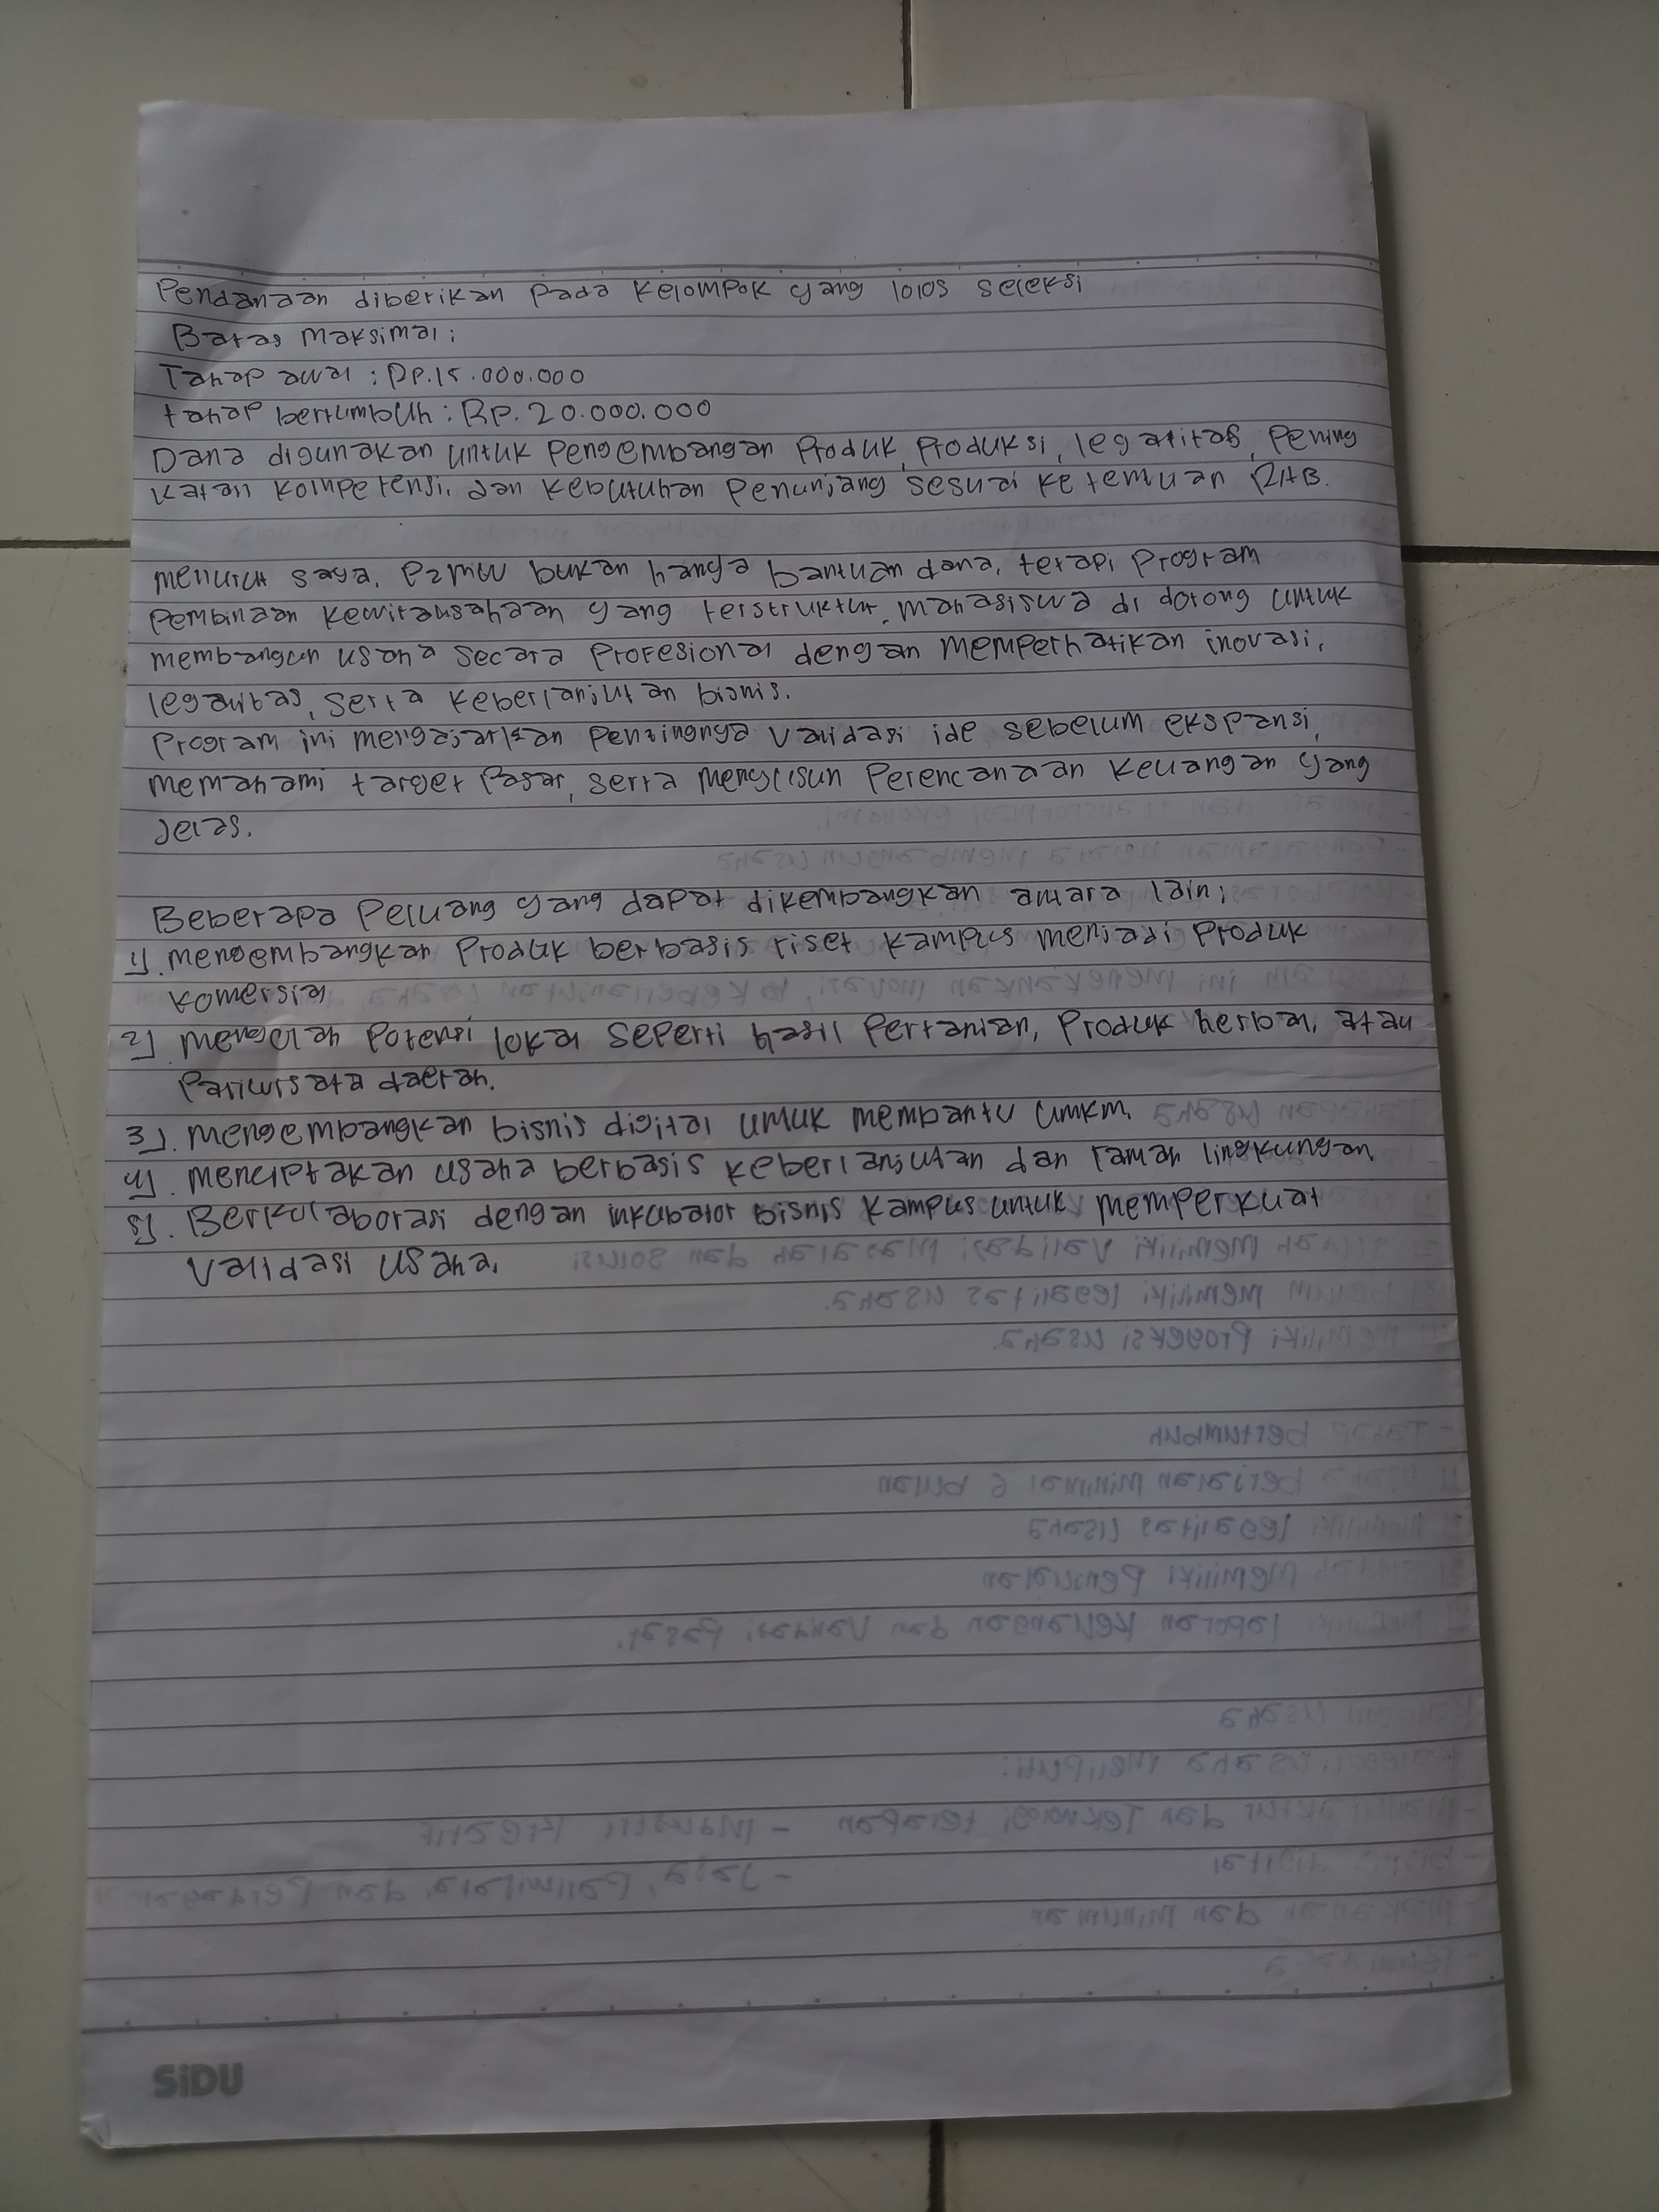 Pendanaan diberikan pada kelompok yang lolos seleksi
Batas maksimal :
Tahap awal : Rp.15.000.000
tahap bertumbuh : Rp. 20.000.000
Dana digunakan untuk pengembangan produk, produksi, legalitas, pening
katan kompetensi, dan kebutuhan penunjang sesuai ketentuan RAB.
menurut saya, P2MW bukan hanya bantuan dana, tetapi program
pembinaan kewirausahaan yang terstruktur. mahasiswa di dorong untuk
membangun usaha secara profesional dengan memperhatikan inovasi,
legalitas, serta keberlanjutan bisnis.
program ini mengajarkan pentingnya validasi ide sebelum ekspansi,
memahami target pasar, serta menyusun perencanaan keuangan yang
jelas.
Beberapa peluang yang dapat dikembangkan antara lain :
1). mengembangkan produk berbasis riset kampus menjadi produk
komersial
2). mengolah potensi lokal seperti hasil pertanian, produk herbal, atau
pariwisata daerah.
3). mengembangkan bisnis digital untuk membantu UMKM.
4). menciptakan usaha berbasis keberlanjutan dan ramah lingkungan.
5). Berkolaborasi dengan inkubator bisnis kampus untuk memperkuat
validasi usaha.
SiDU